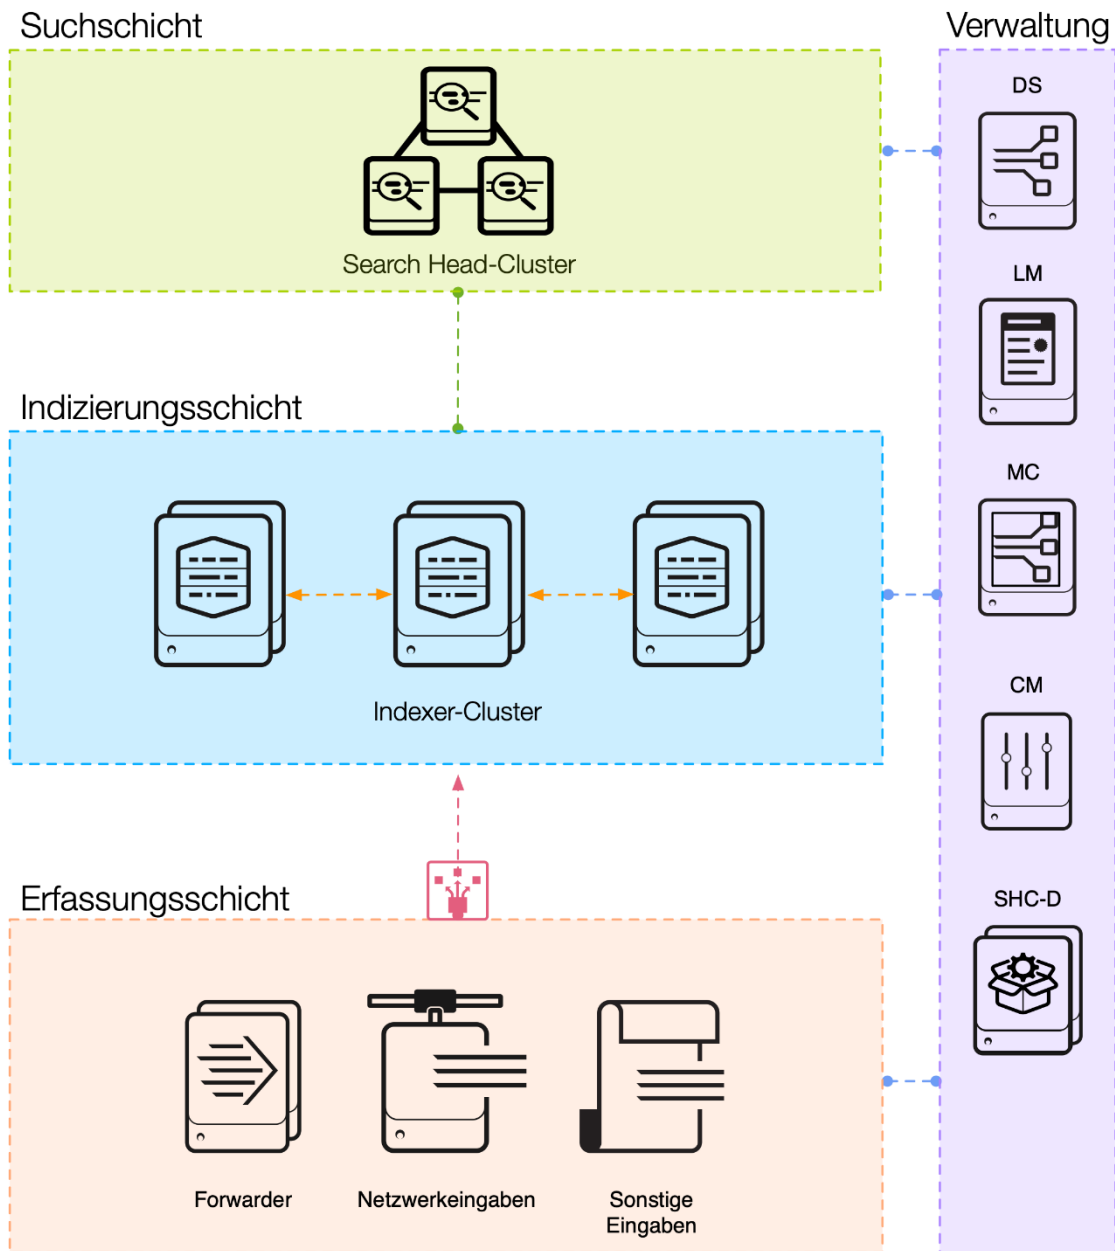 Suchschicht
Verwaltung
DS
Search Head-Cluster
LM
Indizierungsschicht
MC
Indexer-Cluster
CM
Erfassungsschicht
SHC-D
Forwarder
Netzwerkeingaben
Sonstige
Eingaben